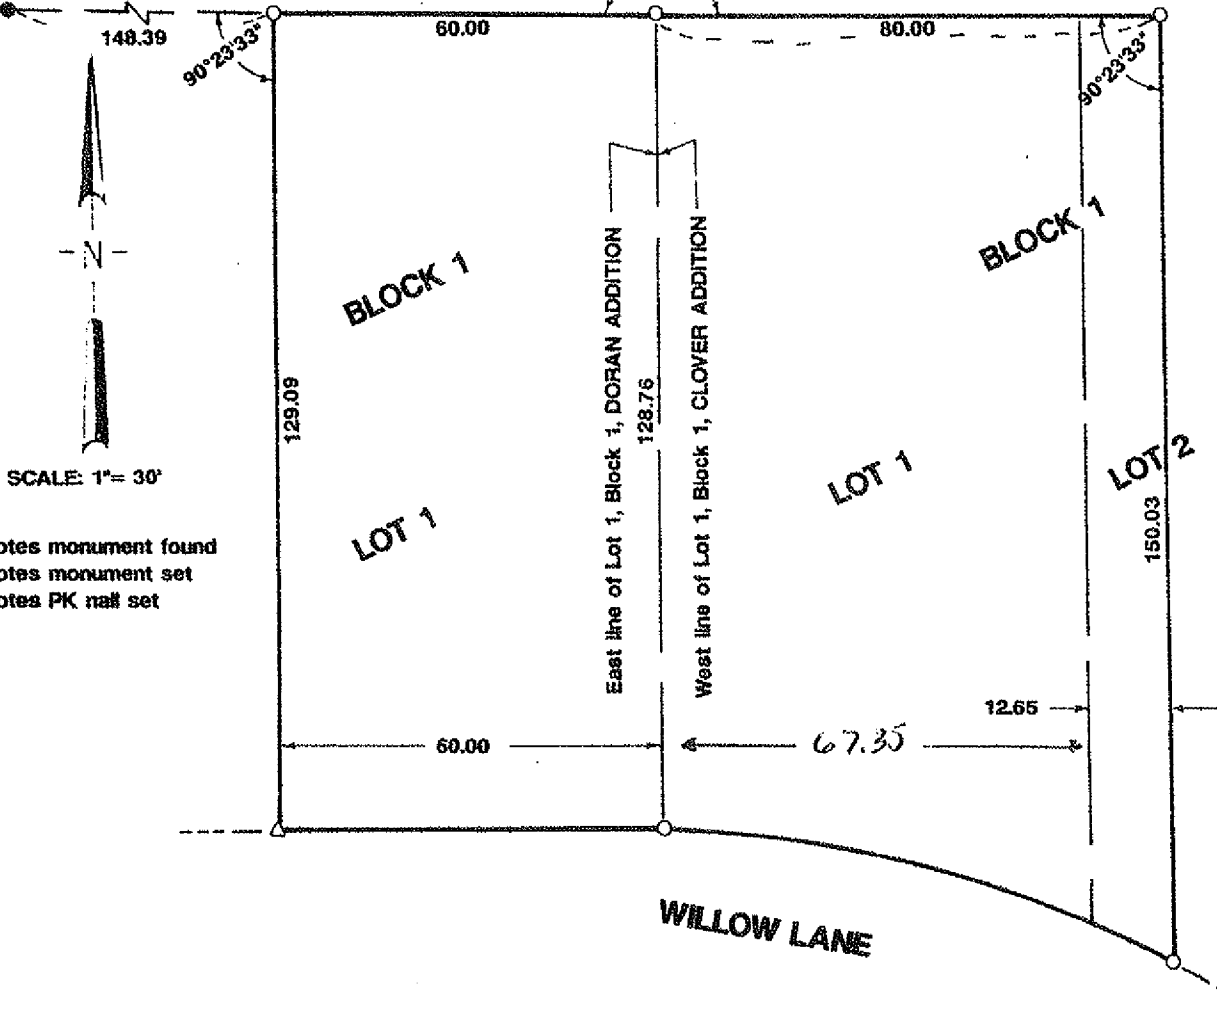 148.39
60.00
80.00
90°23'33"
90°23'33"
N
BLOCK 1
BLOCK 1
129.09
East line of Lot 1, Block 1, DORAN ADDITION
128.76
West line of Lot 1, Block 1, CLOVER ADDITION
LOT 1
LOT 1
LOT 2
150.03
SCALE: 1"= 30'
otes monument found
otes monument set
otes PK nail set
12.65
60.00
67.35
WILLOW LANE